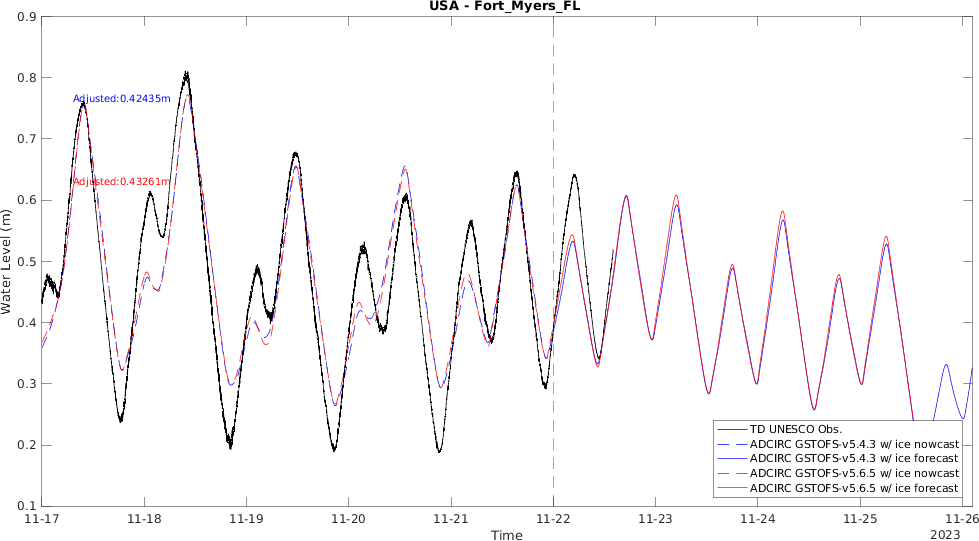 USA - Fort_Myers_FL
0.9
0.8
Adjusted:0.42435m
0.7
Adjusted:0.43261m
0.6
0.5
0.4
0.3
0.2
0.1
Water Level (m)
TD UNESCO Obs.
ADCIRC GSTOFS-v5.4.3 w/ ice nowcast
ADCIRC GSTOFS-v5.4.3 w/ ice forecast
ADCIRC GSTOFS-v5.6.5 w/ ice nowcast
ADCIRC GSTOFS-v5.6.5 w/ ice forecast
11-17 11-18 11-19 11-20 11-21 11-22 11-23 11-24 11-25 11-26
Time
2023